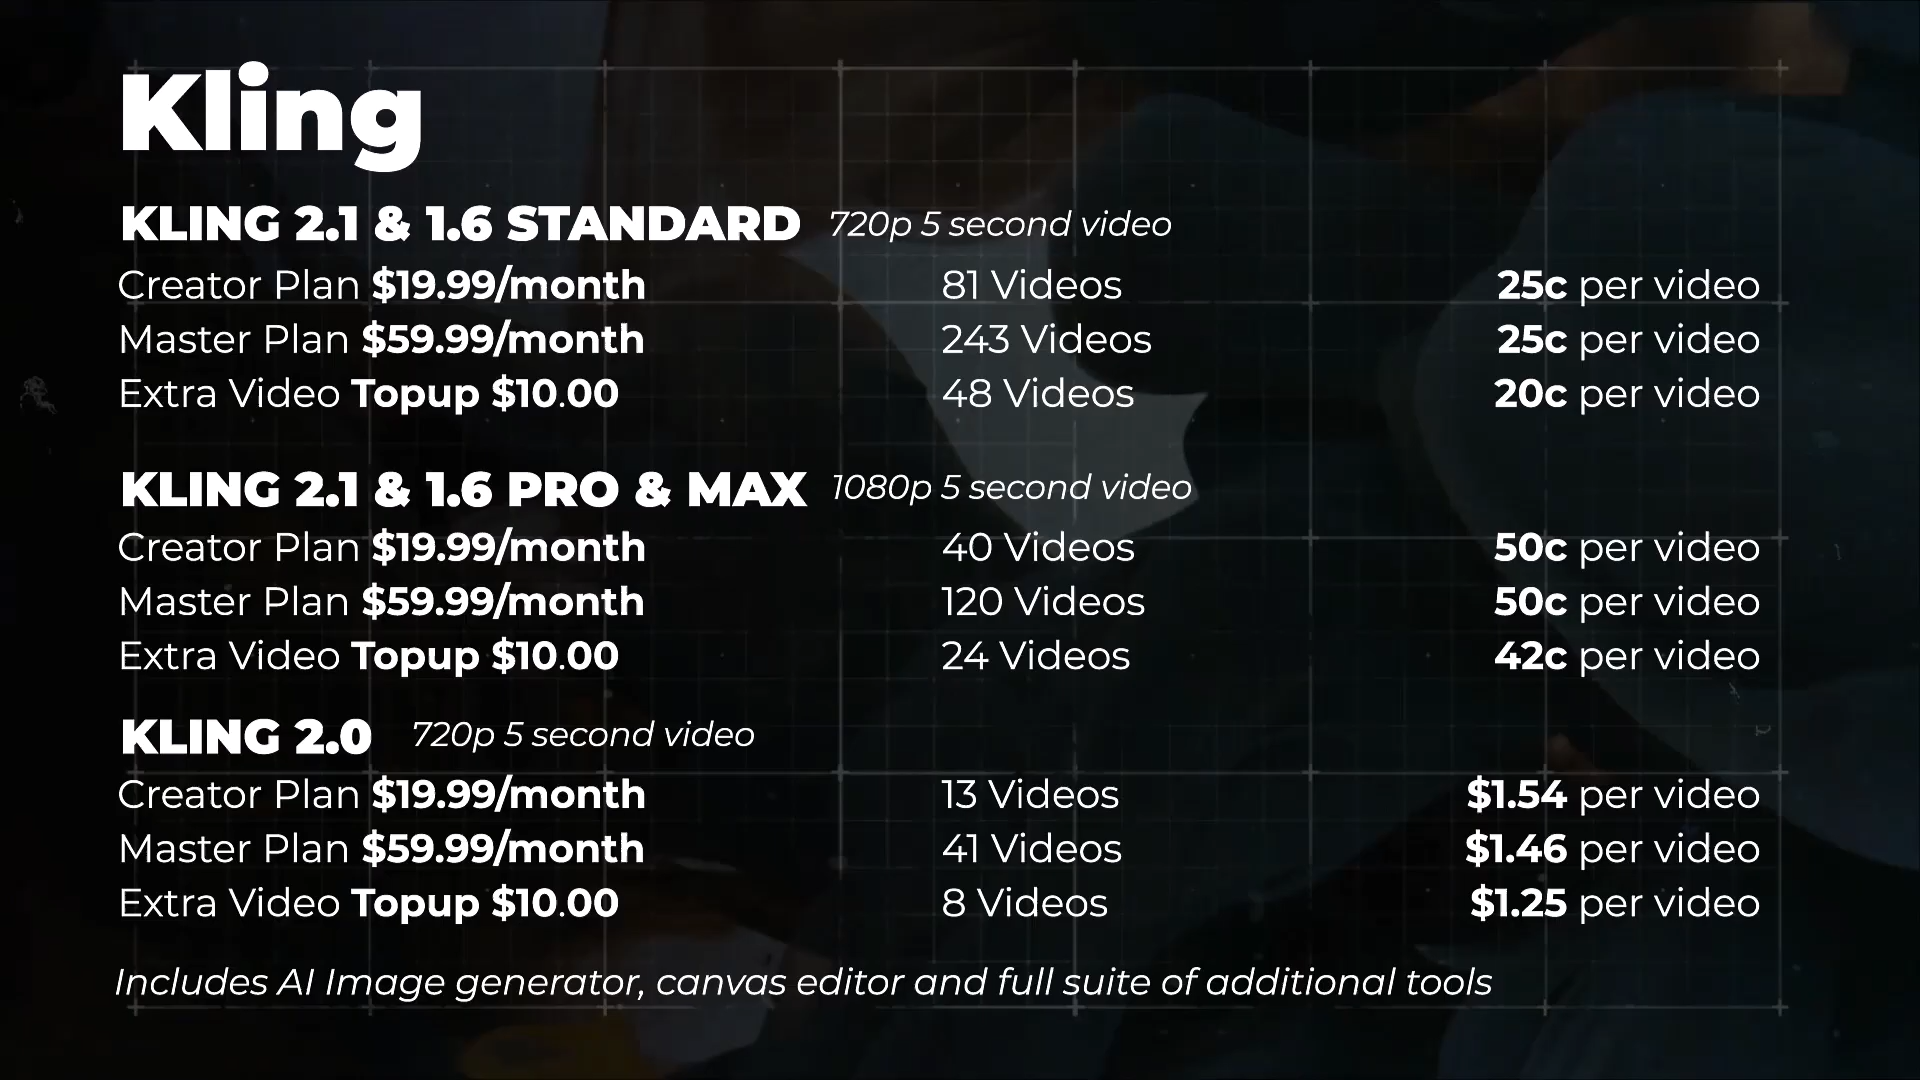 Kling
KLING 2.1 & 1.6 STANDARD 720p 5 second video
Creator Plan $19.99/month 81 Videos 25c per video
Master Plan $59.99/month 243 Videos 25c per video
Extra Video Topup $10.00 48 Videos 20c per video
KLING 2.1 & 1.6 PRO & MAX 1080p 5 second video
Creator Plan $19.99/month 40 Videos 50c per video
Master Plan $59.99/month 120 Videos 50c per video
Extra Video Topup $10.00 24 Videos 42c per video
KLING 2.0 720p 5 second video
Creator Plan $19.99/month 13 Videos $1.54 per video
Master Plan $59.99/month 41 Videos $1.46 per video
Extra Video Topup $10.00 8 Videos $1.25 per video
Includes AI Image generator, canvas editor and full suite of additional tools